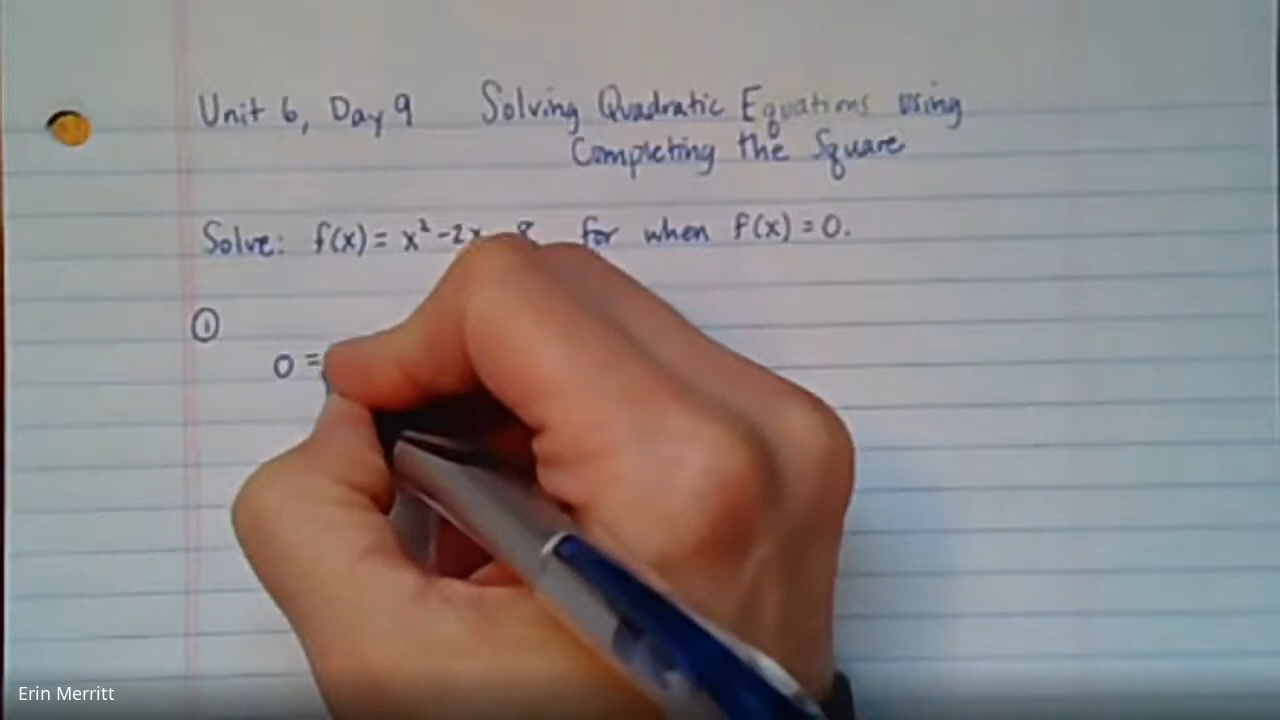 Unit 6, Day 9 Solving Quadratic Equations using
Completing the Square
Solve: f(x) = x² -2x 8 for when f(x) = 0.
①
0 =
Erin Merritt